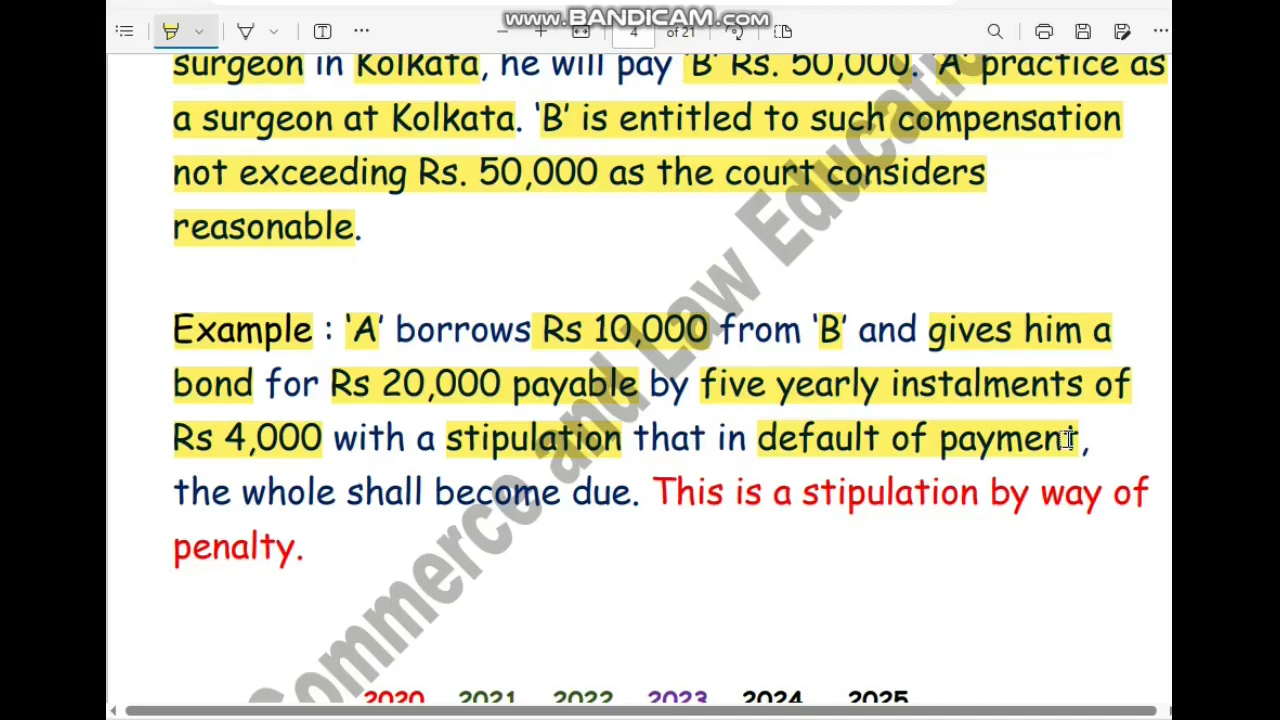 www.BANDICAM.com
4 of 21
surgeon in Kolkata, he will pay ‘B’ Rs. 50,000. ‘A’ practice as
a surgeon at Kolkata. ‘B’ is entitled to such compensation
not exceeding Rs. 50,000 as the court considers
reasonable.
Example : ‘A’ borrows Rs 10,000 from ‘B’ and gives him a
bond for Rs 20,000 payable by five yearly instalments of
Rs 4,000 with a stipulation that in default of payment,
the whole shall become due. This is a stipulation by way of
penalty.
Commerce and Law Educati
2020 2021 2022 2023 2024 2025